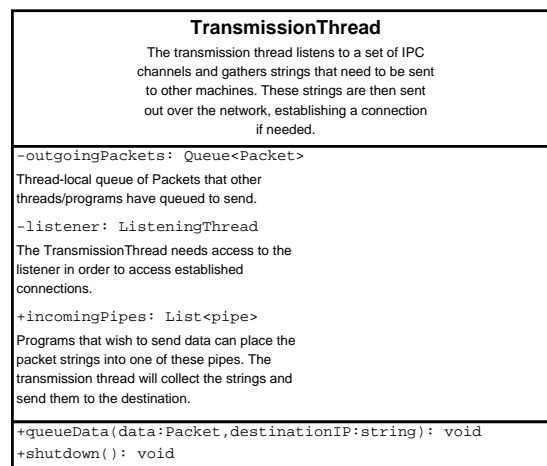 TransmissionThread
The transmission thread listens to a set of IPC
channels and gathers strings that need to be sent
to other machines. These strings are then sent
out over the network, establishing a connection
if needed.
-outgoingPackets: Queue<Packet>
Thread-local queue of Packets that other
threads/programs have queued to send.
-listener: ListeningThread
The TransmissionThread needs access to the
listener in order to access established
connections.
+incomingPipes: List<pipe>
Programs that wish to send data can place the
packet strings into one of these pipes. The
transmission thread will collect the strings and
send them to the destination.
+queueData(data:Packet,destinationIP:string): void
+shutdown(): void